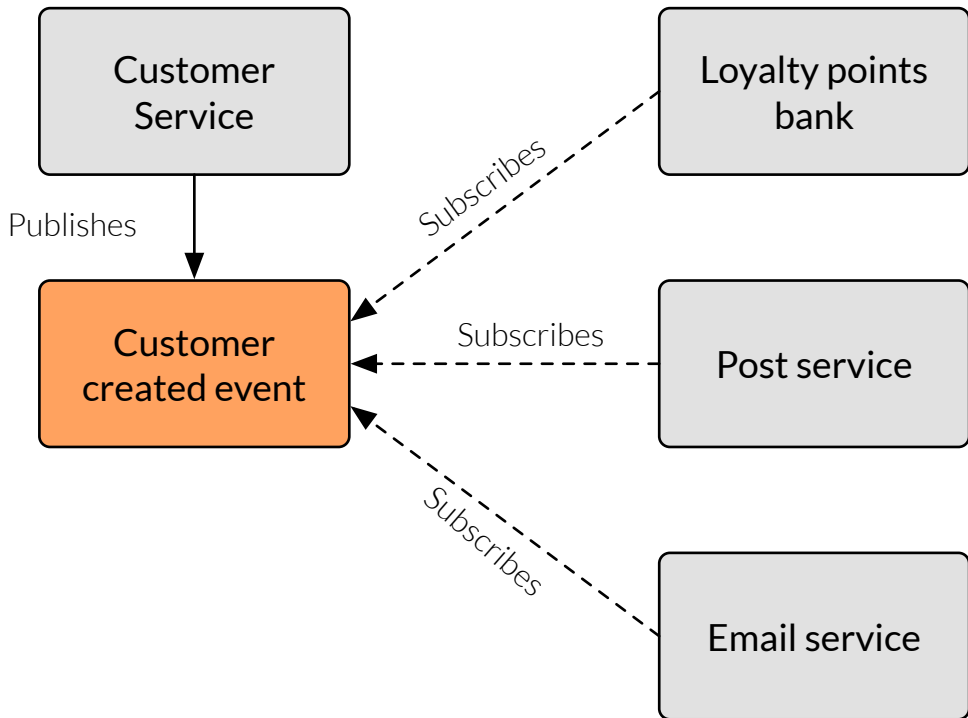 Customer
Service
Loyalty points
bank
Publishes
Subscribes
Customer
created event
Subscribes
Post service
Subscribes
Email service